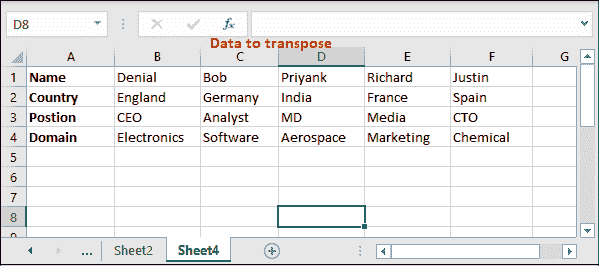 D8 fx
Data to transpose
A B C D E F G
1 Name Denial Bob Priyank Richard Justin
2 Country England Germany India France Spain
3 Postion CEO Analyst MD Media CTO
4 Domain Electronics Software Aerospace Marketing Chemical
5
6
7
8
... Sheet2 Sheet4